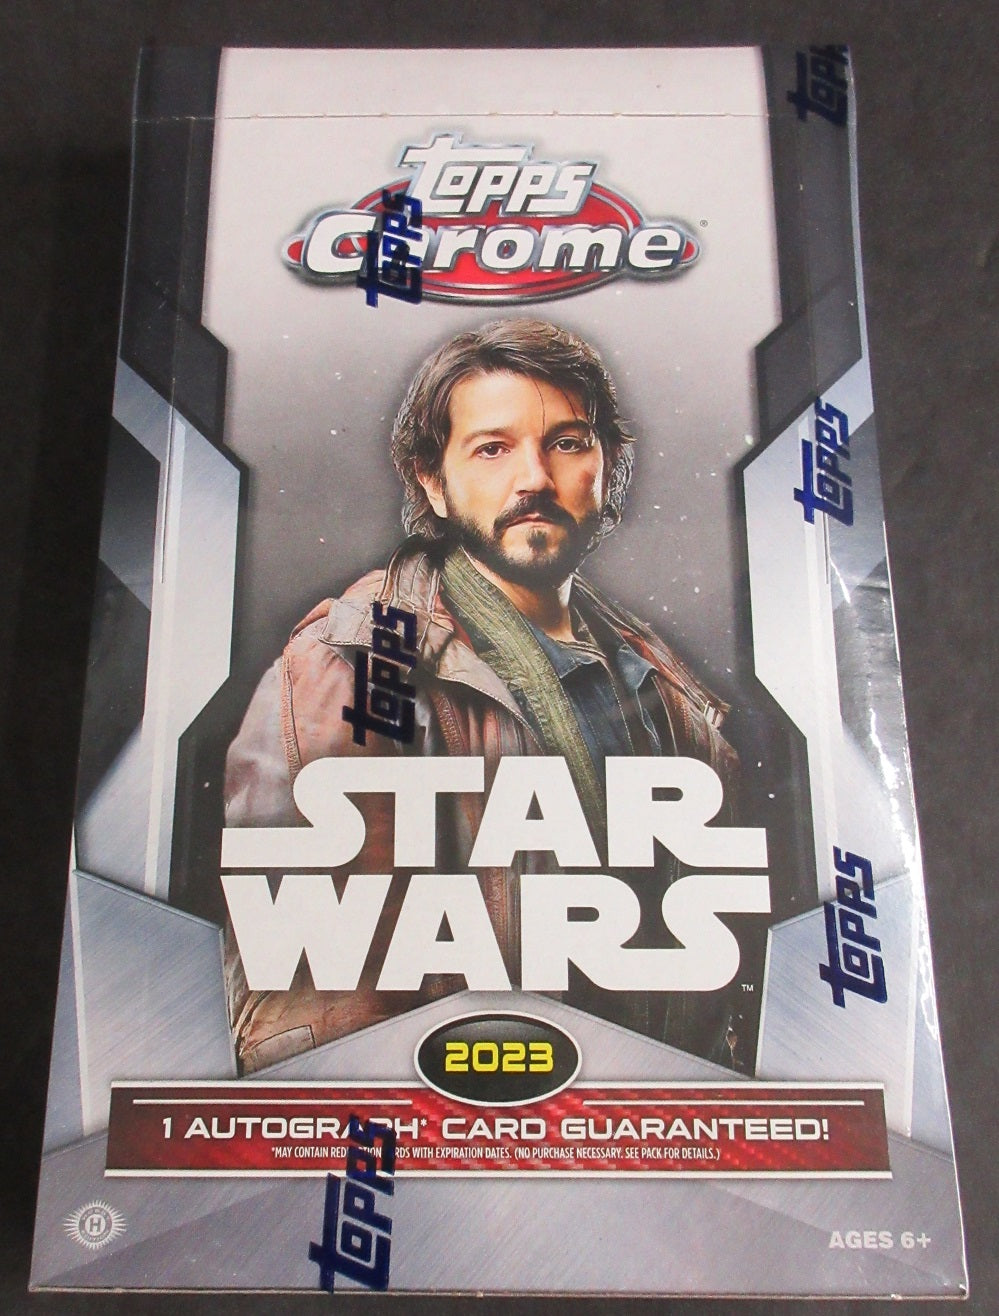 Topps
Topps
Chrome
®
Topps
Topps
Topps
STAR
WARS
™
Topps
2023
1 AUTOGRAPH* CARD GUARANTEED!
*MAY CONTAIN REDEMPTION CARDS WITH EXPIRATION DATES. (NO PURCHASE NECESSARY. SEE PACK FOR DETAILS.)
Topps
H
AGES 6+